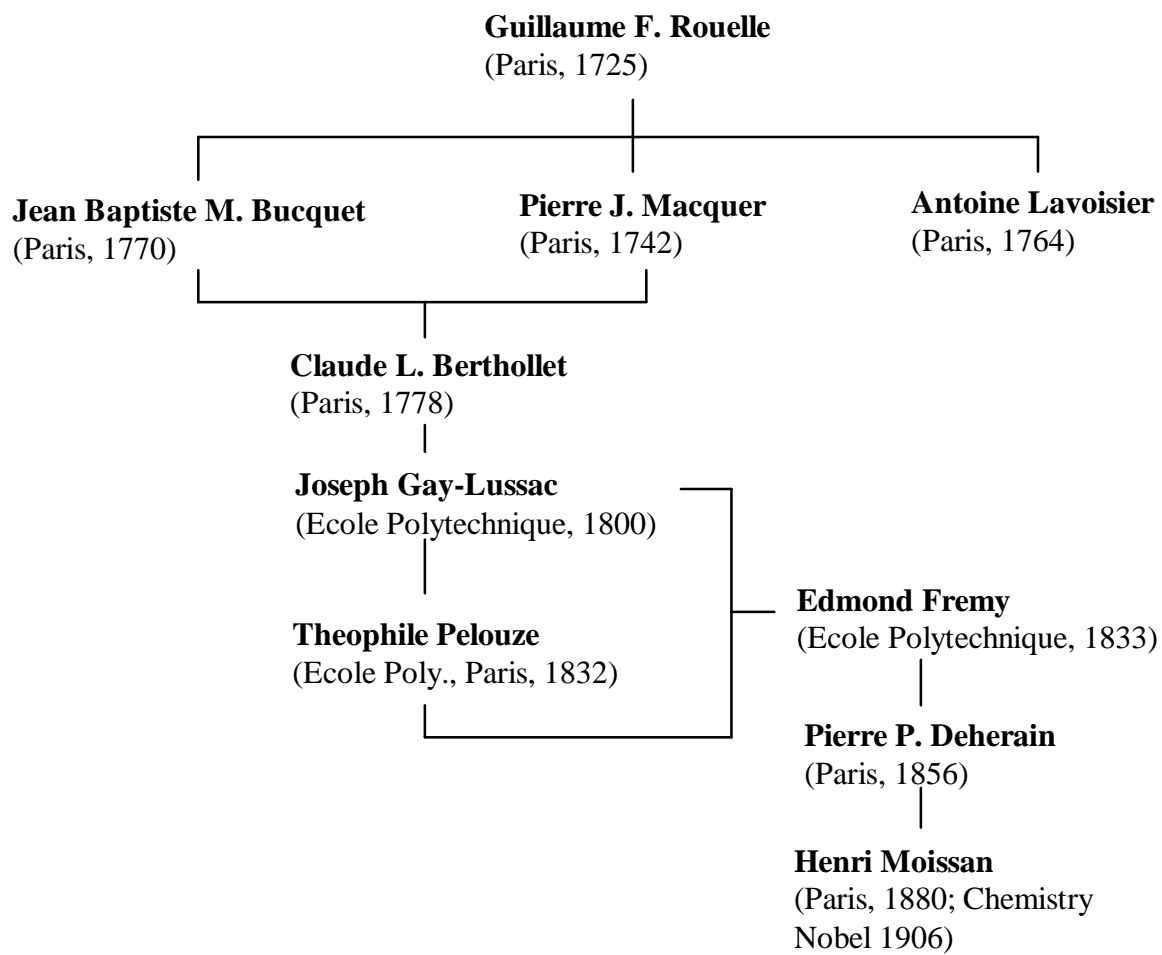 Guillaume F. Rouelle
(Paris, 1725)
Jean Baptiste M. Bucquet
(Paris, 1770)
Pierre J. Macquer
(Paris, 1742)
Antoine Lavoisier
(Paris, 1764)
Claude L. Berthollet
(Paris, 1778)
Joseph Gay-Lussac
(Ecole Polytechnique, 1800)
Theophile Pelouze
(Ecole Poly., Paris, 1832)
Edmond Fremy
(Ecole Polytechnique, 1833)
Pierre P. Deherain
(Paris, 1856)
Henri Moissan
(Paris, 1880; Chemistry
Nobel 1906)